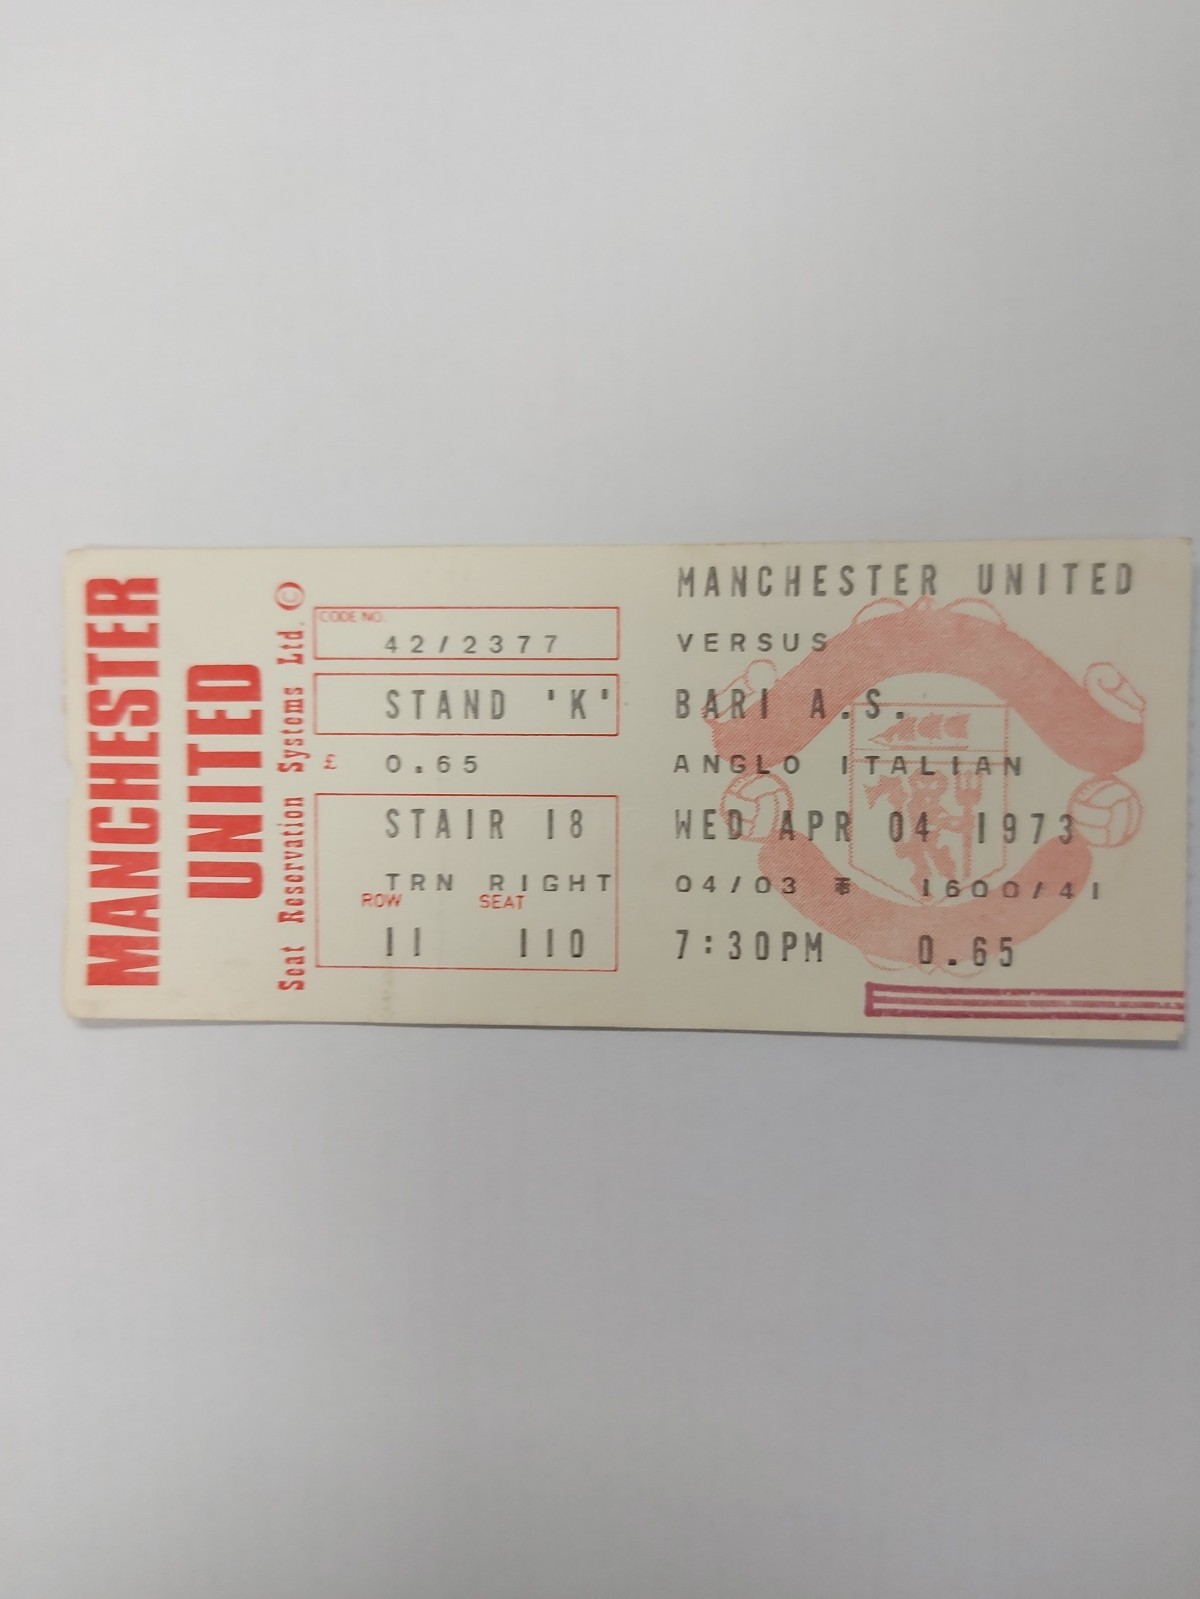 MANCHESTER
UNITED
Seat Reservation Systems Ltd. ©
CODE NO.
42/2377
STAND 'K'
£ 0.65
STAIR 18
TRN RIGHT
ROW SEAT
11 110
MANCHESTER UNITED
VERSUS
BARI A.S.
ANGLO ITALIAN
WED APR 04 1973
04/03 1600/41
7:30PM 0.65